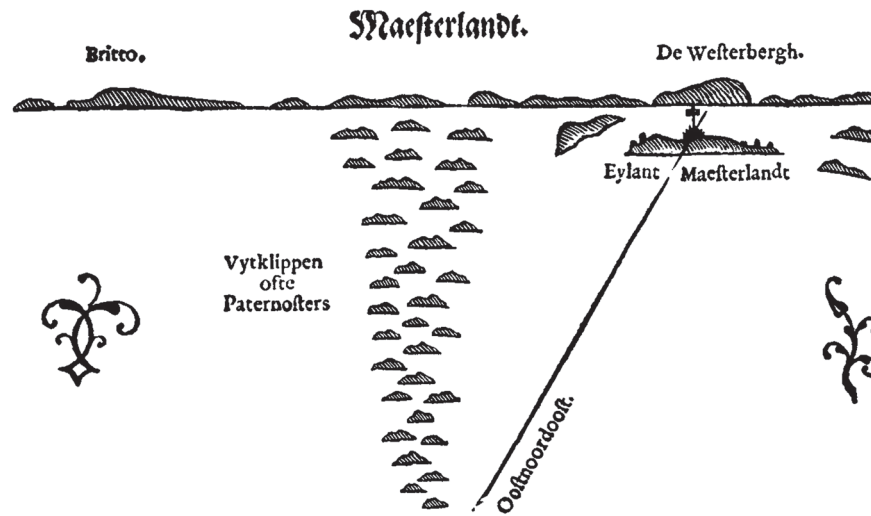 Maeſterlandt.
Britto.
De Weſterbergh.
Eylant Maeſterlandt
Vytklippen
ofte
Paternoſters
Ooſtnoordooſt.